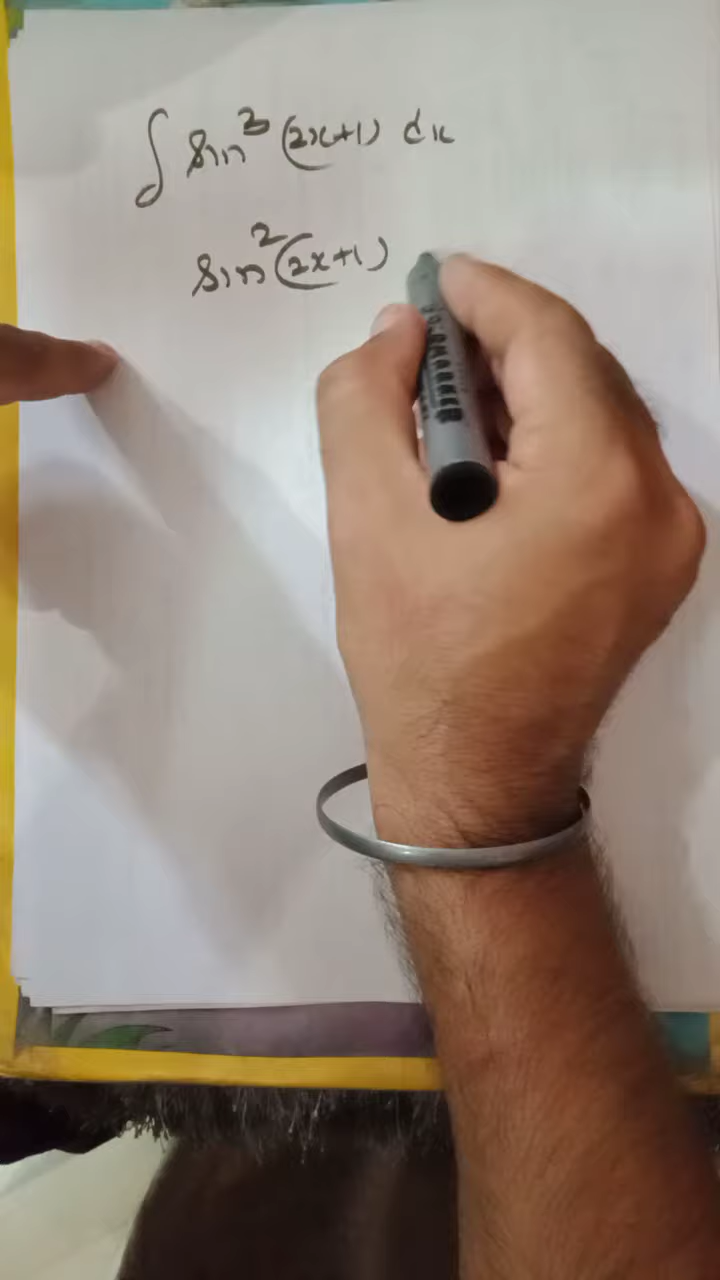 ∫ sin³ (2x+1) dx
sin² (2x+1)